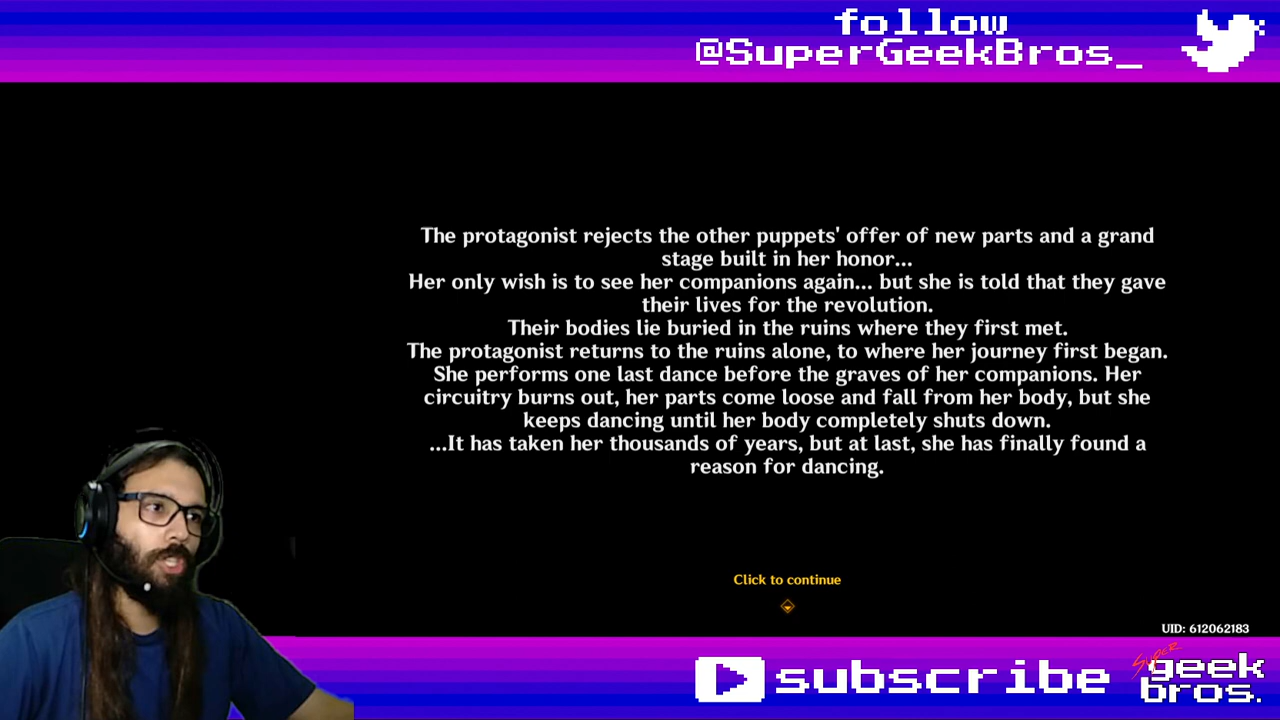 follow
@SuperGeekBros_
The protagonist rejects the other puppets' offer of new parts and a grand
stage built in her honor...
Her only wish is to see her companions again... but she is told that they gave
their lives for the revolution.
Their bodies lie buried in the ruins where they first met.
The protagonist returns to the ruins alone, to where her journey first began.
She performs one last dance before the graves of her companions. Her
circuitry burns out, her parts come loose and fall from her body, but she
keeps dancing until her body completely shuts down.
...It has taken her thousands of years, but at last, she has finally found a
reason for dancing.
Click to continue
UID: 612062183
subscribe
SUPER
geek
bros.